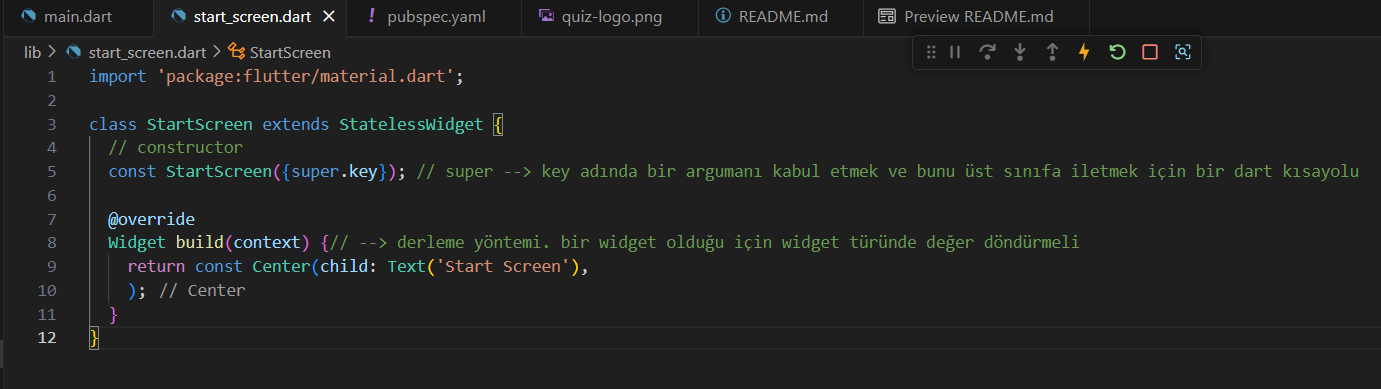 main.dart
start_screen.dart
! pubspec.yaml
quiz-logo.png
README.md
Preview README.md
lib > start_screen.dart > StartScreen
1 import 'package:flutter/material.dart';
2
3 class StartScreen extends StatelessWidget {
4 // constructor
5 const StartScreen({super.key}); // super --> key adında bir argumanı kabul etmek ve bunu üst sınıfa iletmek için bir dart kısayolu
6
7 @override
8 Widget build(context) {// --> derleme yöntemi. bir widget olduğu için widget türünde değer döndürmeli
9 return const Center(child: Text('Start Screen'),
10 ); // Center
11 }
12 }